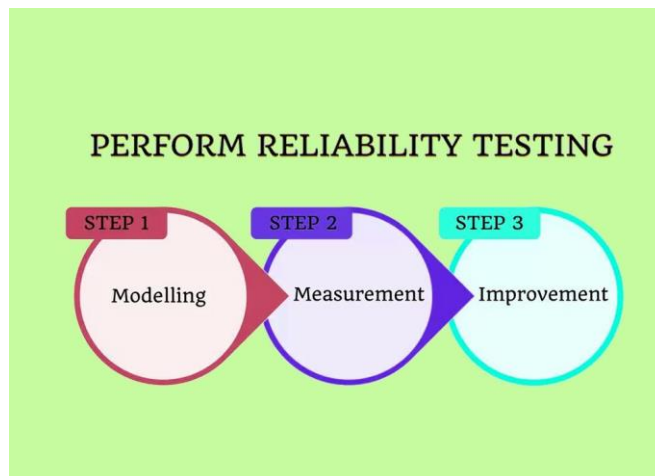 PERFORM RELIABILITY TESTING
STEP 1
Modelling
STEP 2
Measurement
STEP 3
Improvement